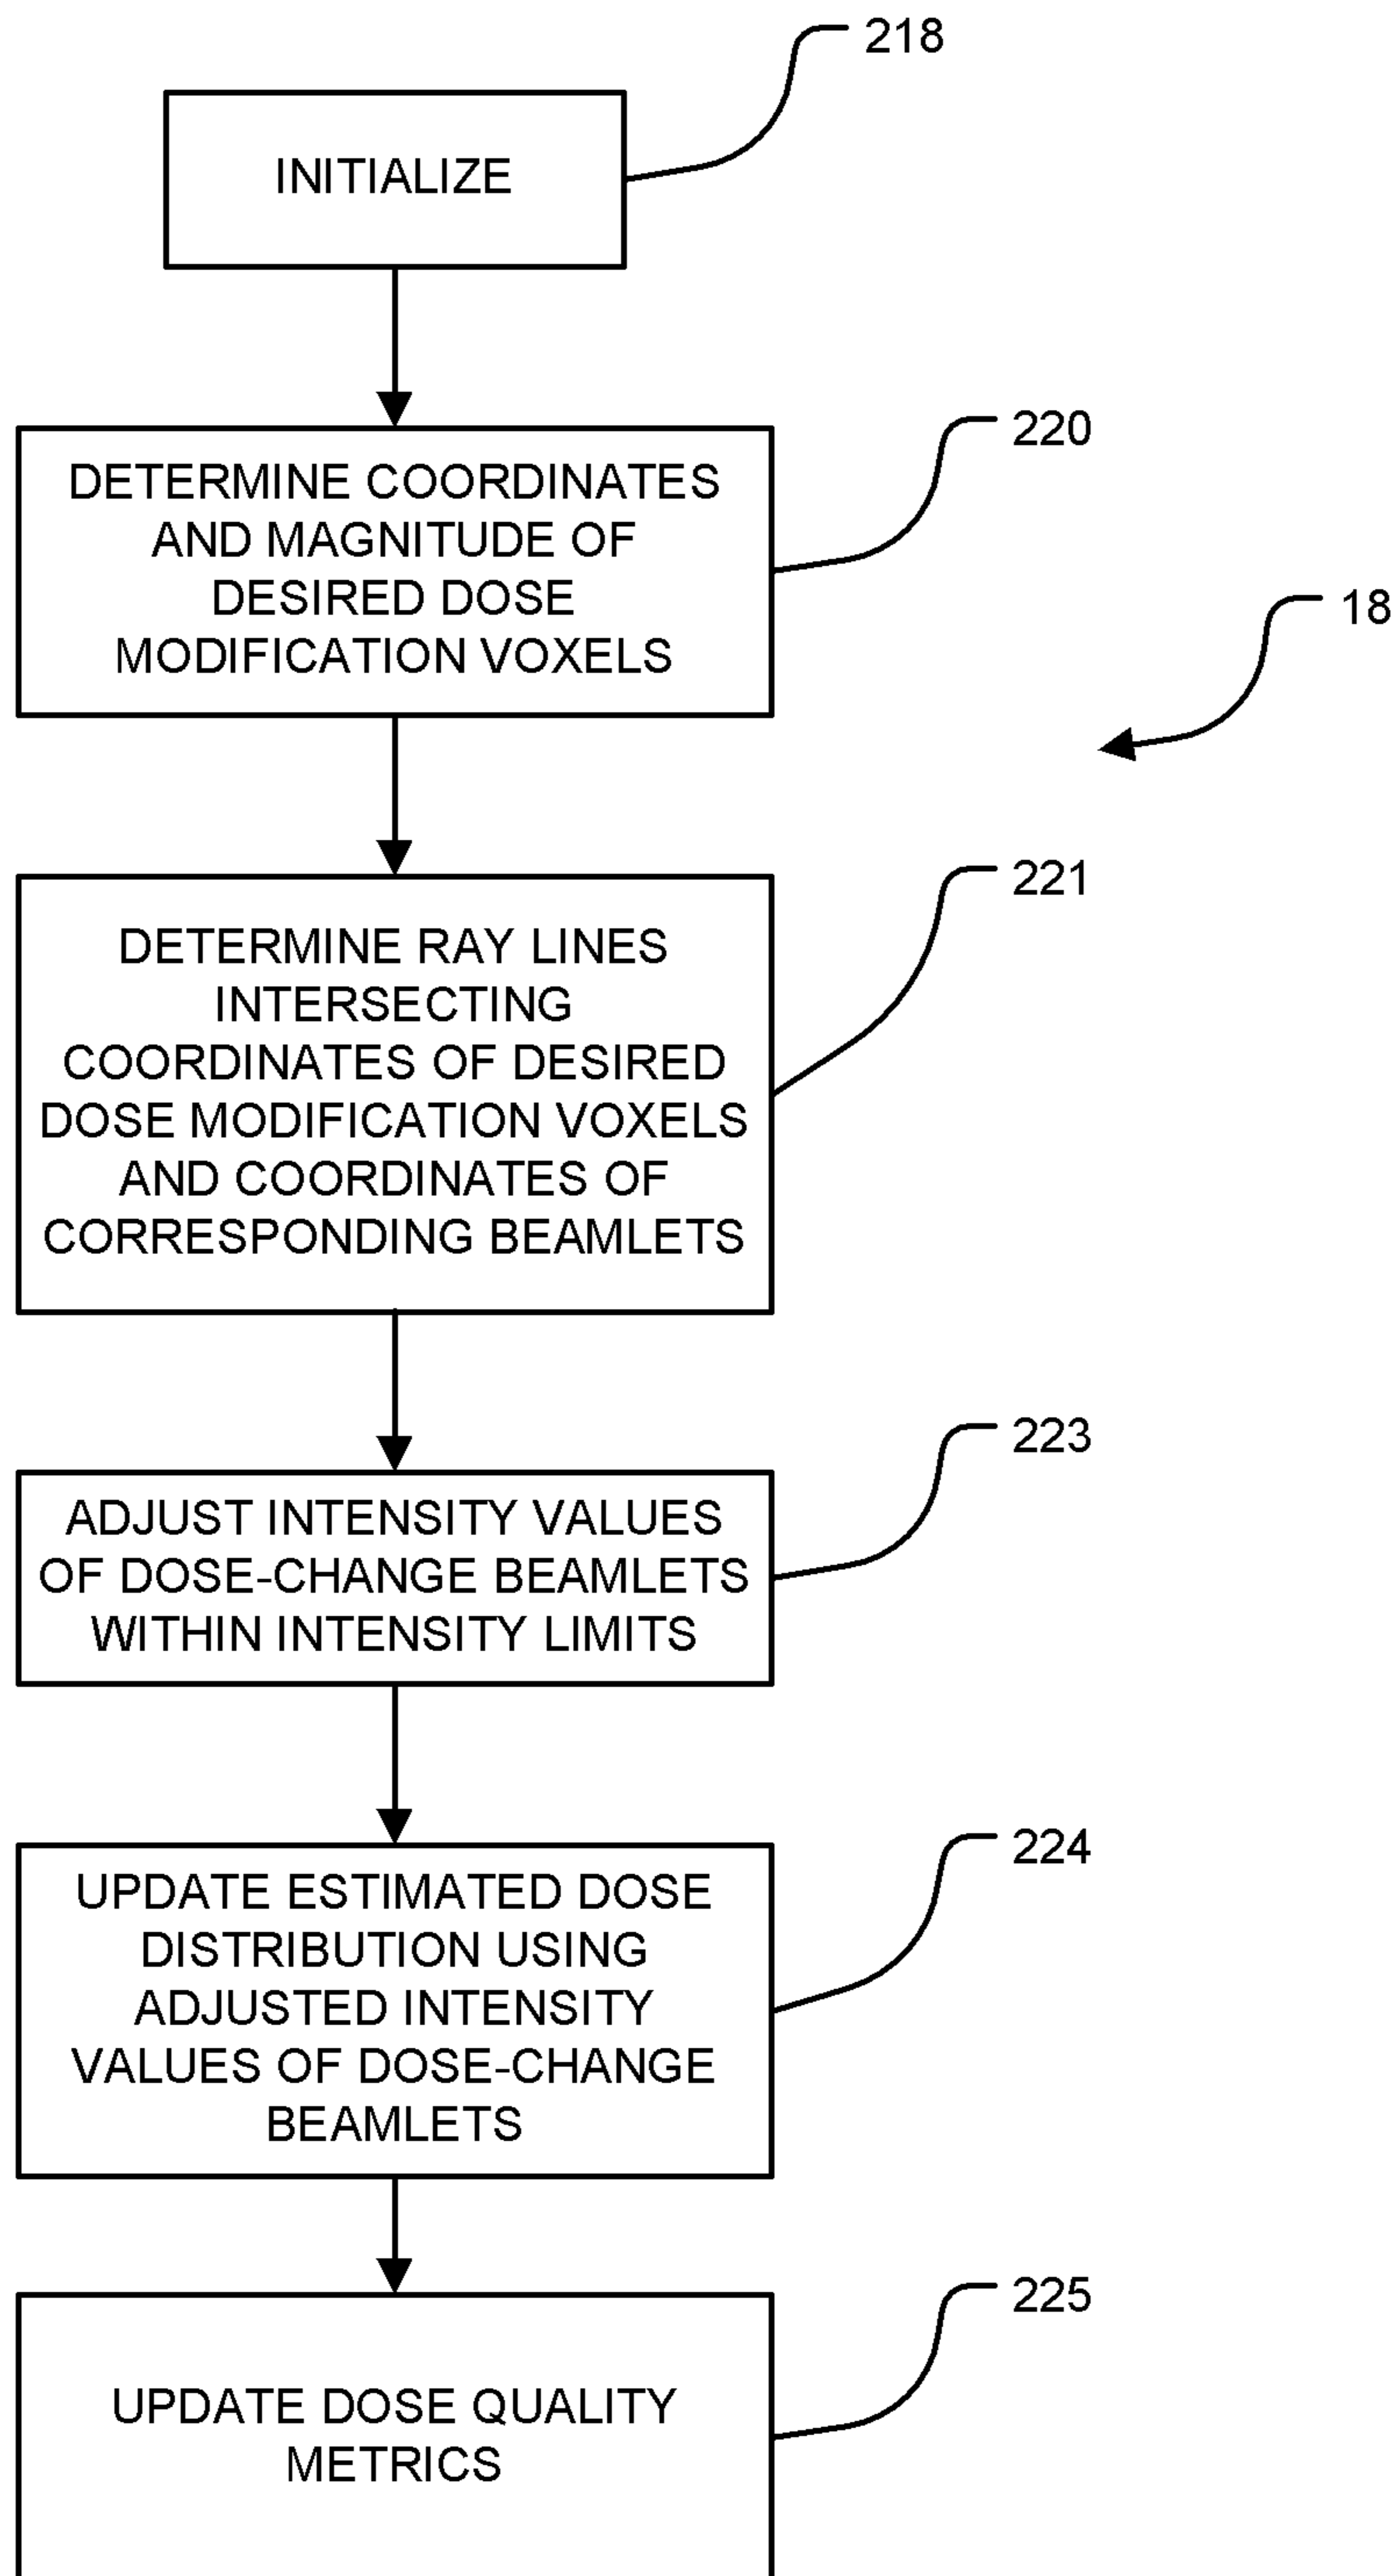 218
INITIALIZE
220
DETERMINE COORDINATES
AND MAGNITUDE OF
DESIRED DOSE
MODIFICATION VOXELS
18
221
DETERMINE RAY LINES
INTERSECTING
COORDINATES OF DESIRED
DOSE MODIFICATION VOXELS
AND COORDINATES OF
CORRESPONDING BEAMLETS
223
ADJUST INTENSITY VALUES
OF DOSE-CHANGE BEAMLETS
WITHIN INTENSITY LIMITS
224
UPDATE ESTIMATED DOSE
DISTRIBUTION USING
ADJUSTED INTENSITY
VALUES OF DOSE-CHANGE
BEAMLETS
225
UPDATE DOSE QUALITY
METRICS